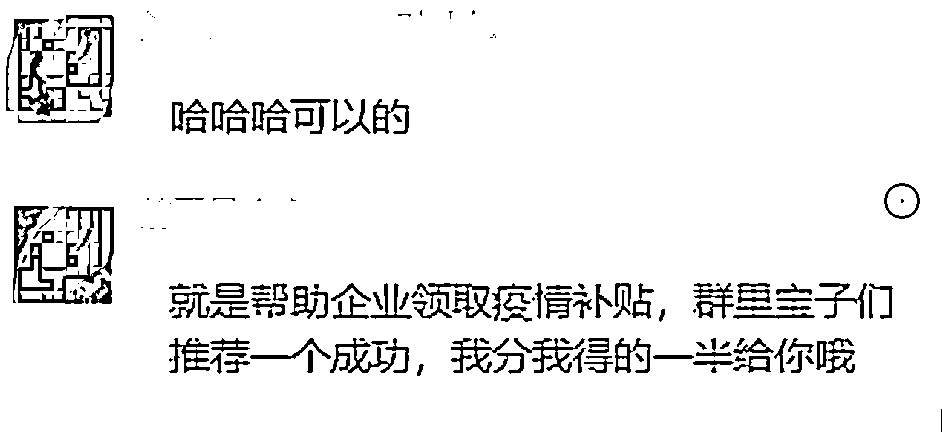 哈哈哈可以的
就是帮助企业领取疫情补贴，群里宝子们
推荐一个成功，我分我得的一半给你哦